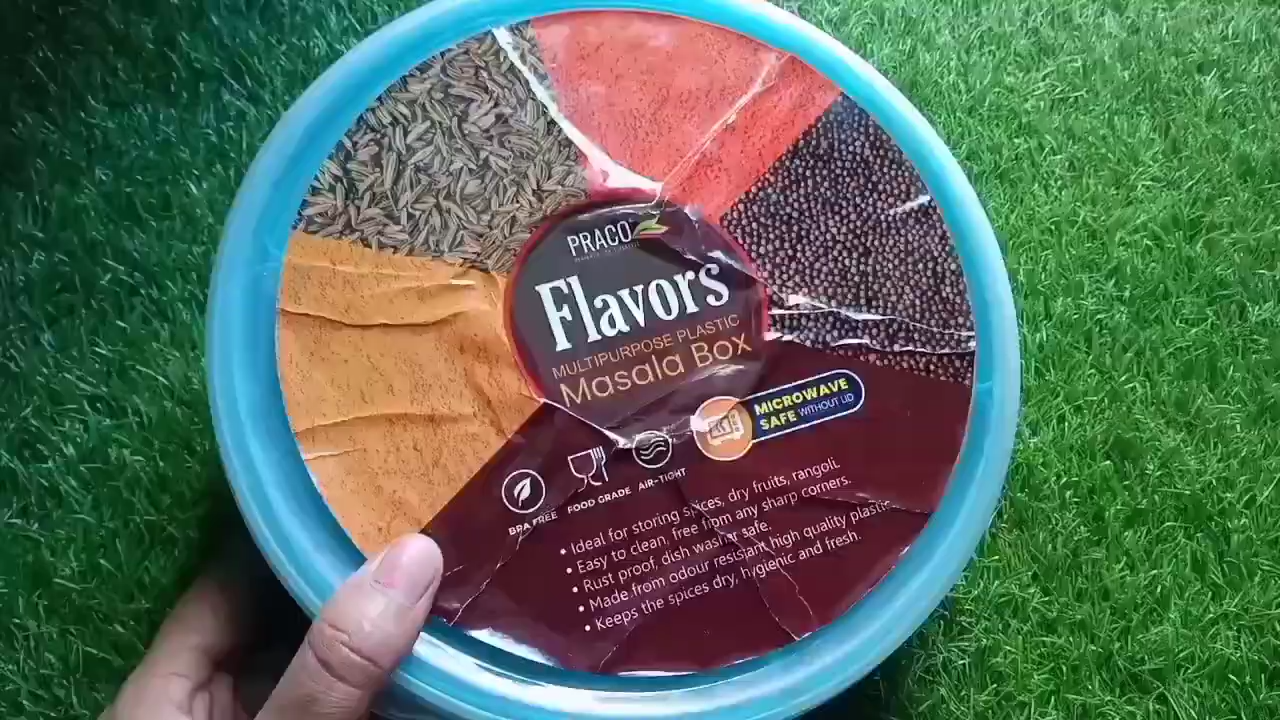 PRACO
Flavors
MULTIPURPOSE PLASTIC
Masala Box
MICROWAVE
SAFE WITHOUT LID
BPA FREE
FOOD GRADE
AIR-TIGHT
• Ideal for storing spices, dry fruits, rangoli.
• Easy to clean, free from any sharp corners.
• Rust proof, dish washer safe.
• Made from odour resistant high quality plastic
• Keeps the spices dry, hygienic and fresh.